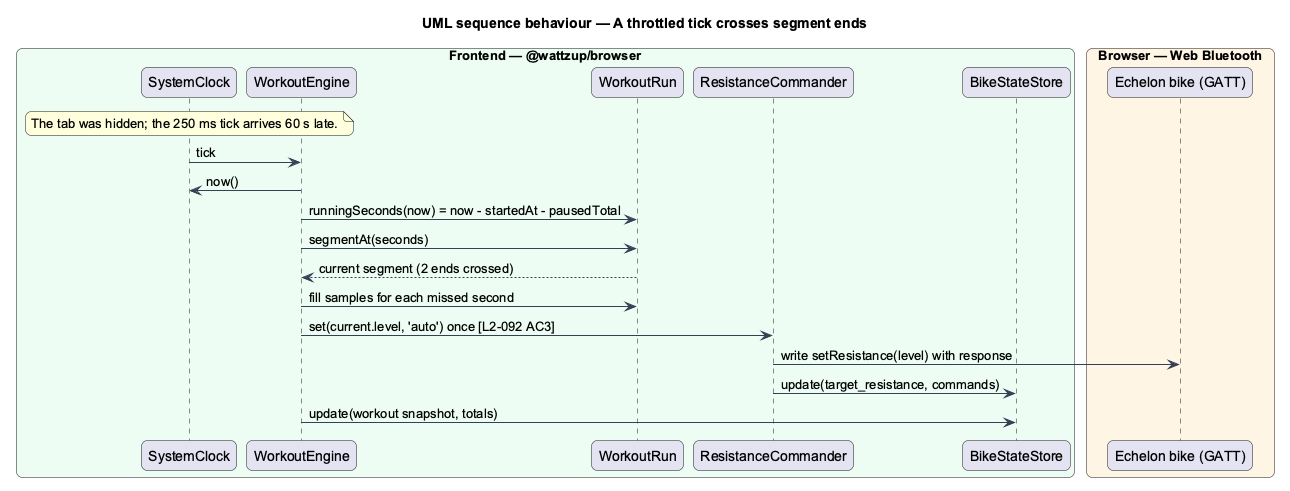 UML sequence behaviour — A throttled tick crosses segment ends
Frontend — @wattzup/browser
Browser — Web Bluetooth
SystemClock
WorkoutEngine
WorkoutRun
ResistanceCommander
BikeStateStore
Echelon bike (GATT)
The tab was hidden; the 250 ms tick arrives 60 s late.
tick
now()
runningSeconds(now) = now - startedAt - pausedTotal
segmentAt(seconds)
current segment (2 ends crossed)
fill samples for each missed second
set(current.level, 'auto') once [L2-092 AC3]
write setResistance(level) with response
update(target_resistance, commands)
update(workout snapshot, totals)
SystemClock
WorkoutEngine
WorkoutRun
ResistanceCommander
BikeStateStore
Echelon bike (GATT)